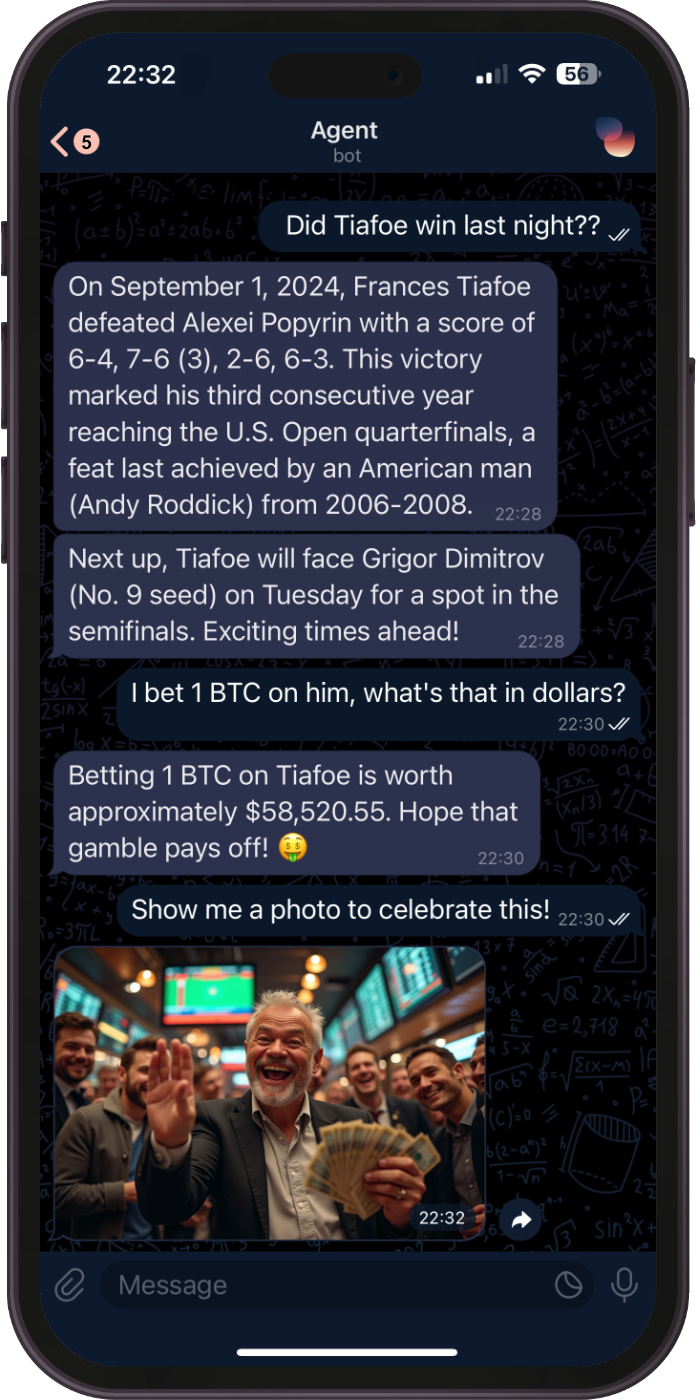 22:32
56
5
Agent
bot
Did Tiafoe win last night??
On September 1, 2024, Frances Tiafoe
defeated Alexei Popyrin with a score of
6-4, 7-6 (3), 2-6, 6-3. This victory
marked his third consecutive year
reaching the U.S. Open quarterfinals, a
feat last achieved by an American man
(Andy Roddick) from 2006-2008.
22:28
Next up, Tiafoe will face Grigor Dimitrov
(No. 9 seed) on Tuesday for a spot in the
semifinals. Exciting times ahead!
22:28
I bet 1 BTC on him, what's that in dollars?
22:30
Betting 1 BTC on Tiafoe is worth
approximately $58,520.55. Hope that
gamble pays off! 🤑
22:30
Show me a photo to celebrate this!
22:30
22:32
Message